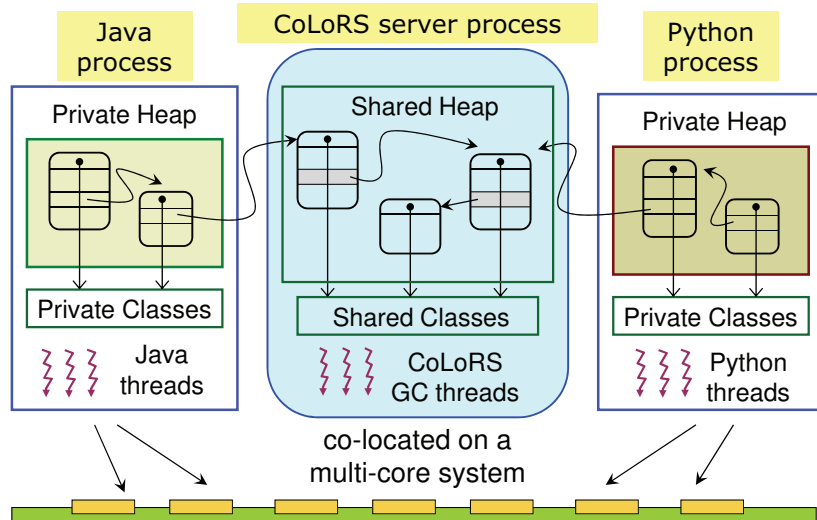 Java
process
CoLoRS server process
Python
process
Private Heap
Shared Heap
Private Heap
Private Classes
Shared Classes
Private Classes
Java
threads
CoLoRS
GC threads
Python
threads
co-located on a
multi-core system